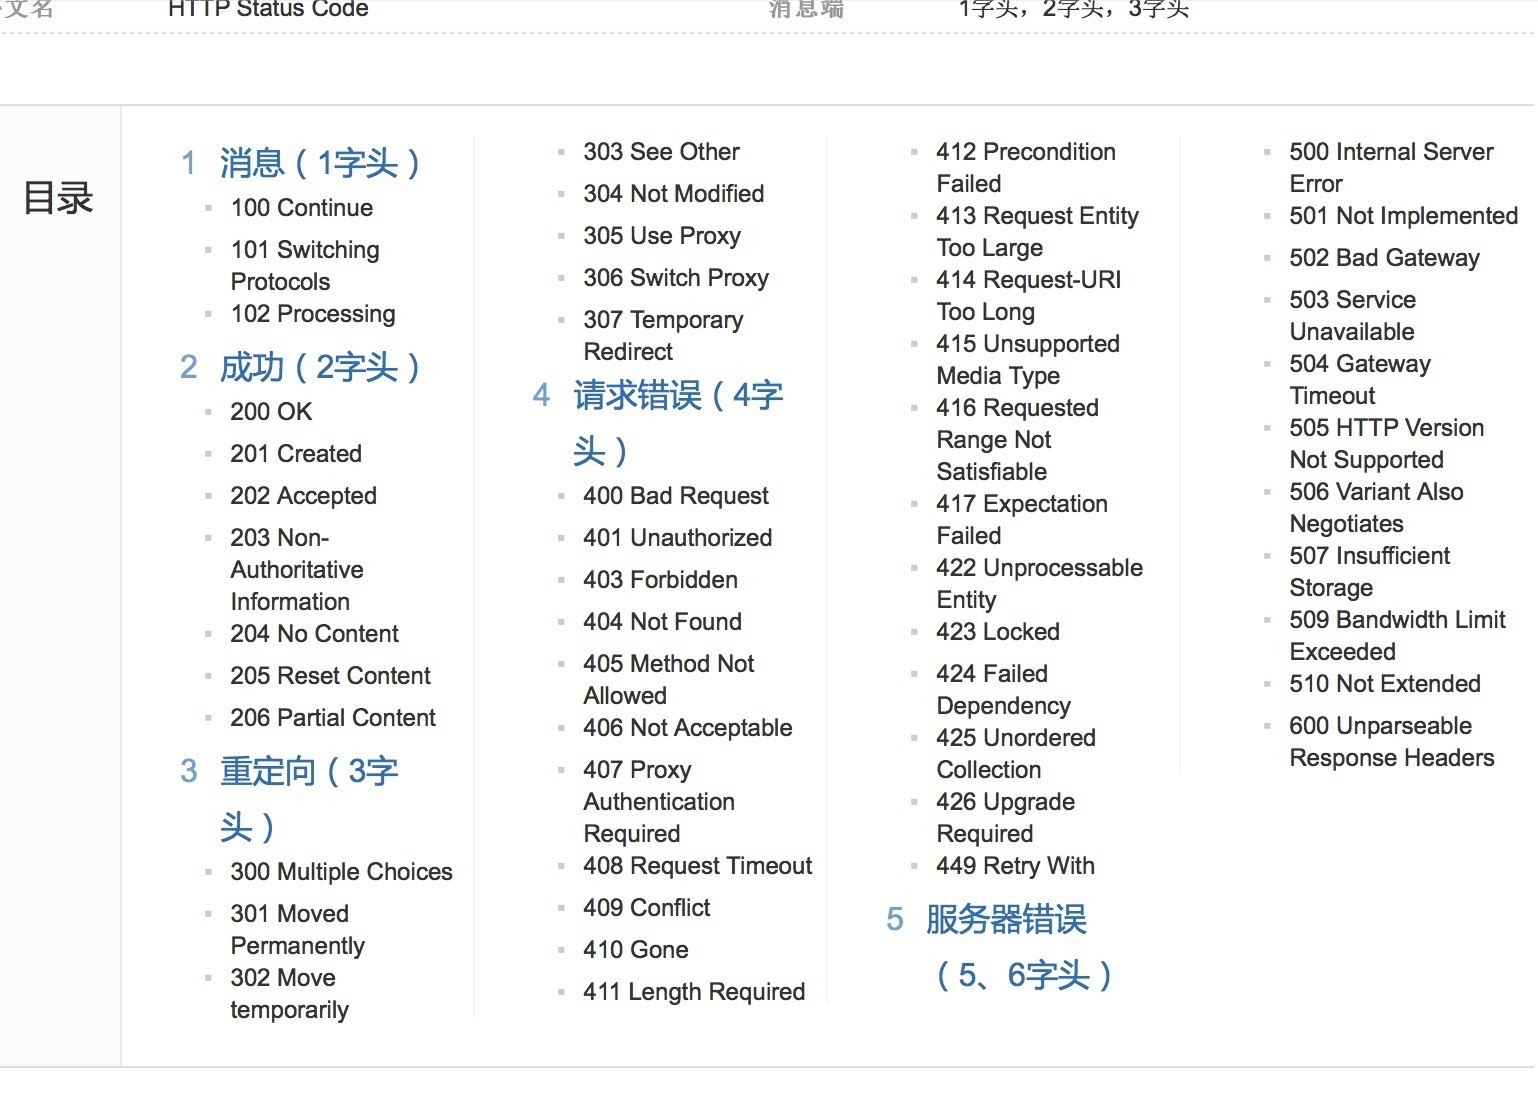 文名 HTTP Status Code 消息端 1字头，2字头，3字头
目录
1 消息（1字头）
100 Continue
101 Switching
Protocols
102 Processing
2 成功（2字头）
200 OK
201 Created
202 Accepted
203 Non-
Authoritative
Information
204 No Content
205 Reset Content
206 Partial Content
3 重定向（3字
头）
300 Multiple Choices
301 Moved
Permanently
302 Move
temporarily
303 See Other
304 Not Modified
305 Use Proxy
306 Switch Proxy
307 Temporary
Redirect
4 请求错误（4字
头）
400 Bad Request
401 Unauthorized
403 Forbidden
404 Not Found
405 Method Not
Allowed
406 Not Acceptable
407 Proxy
Authentication
Required
408 Request Timeout
409 Conflict
410 Gone
411 Length Required
412 Precondition
Failed
413 Request Entity
Too Large
414 Request-URI
Too Long
415 Unsupported
Media Type
416 Requested
Range Not
Satisfiable
417 Expectation
Failed
422 Unprocessable
Entity
423 Locked
424 Failed
Dependency
425 Unordered
Collection
426 Upgrade
Required
449 Retry With
5 服务器错误
（5、6字头）
500 Internal Server
Error
501 Not Implemented
502 Bad Gateway
503 Service
Unavailable
504 Gateway
Timeout
505 HTTP Version
Not Supported
506 Variant Also
Negotiates
507 Insufficient
Storage
509 Bandwidth Limit
Exceeded
510 Not Extended
600 Unparseable
Response Headers